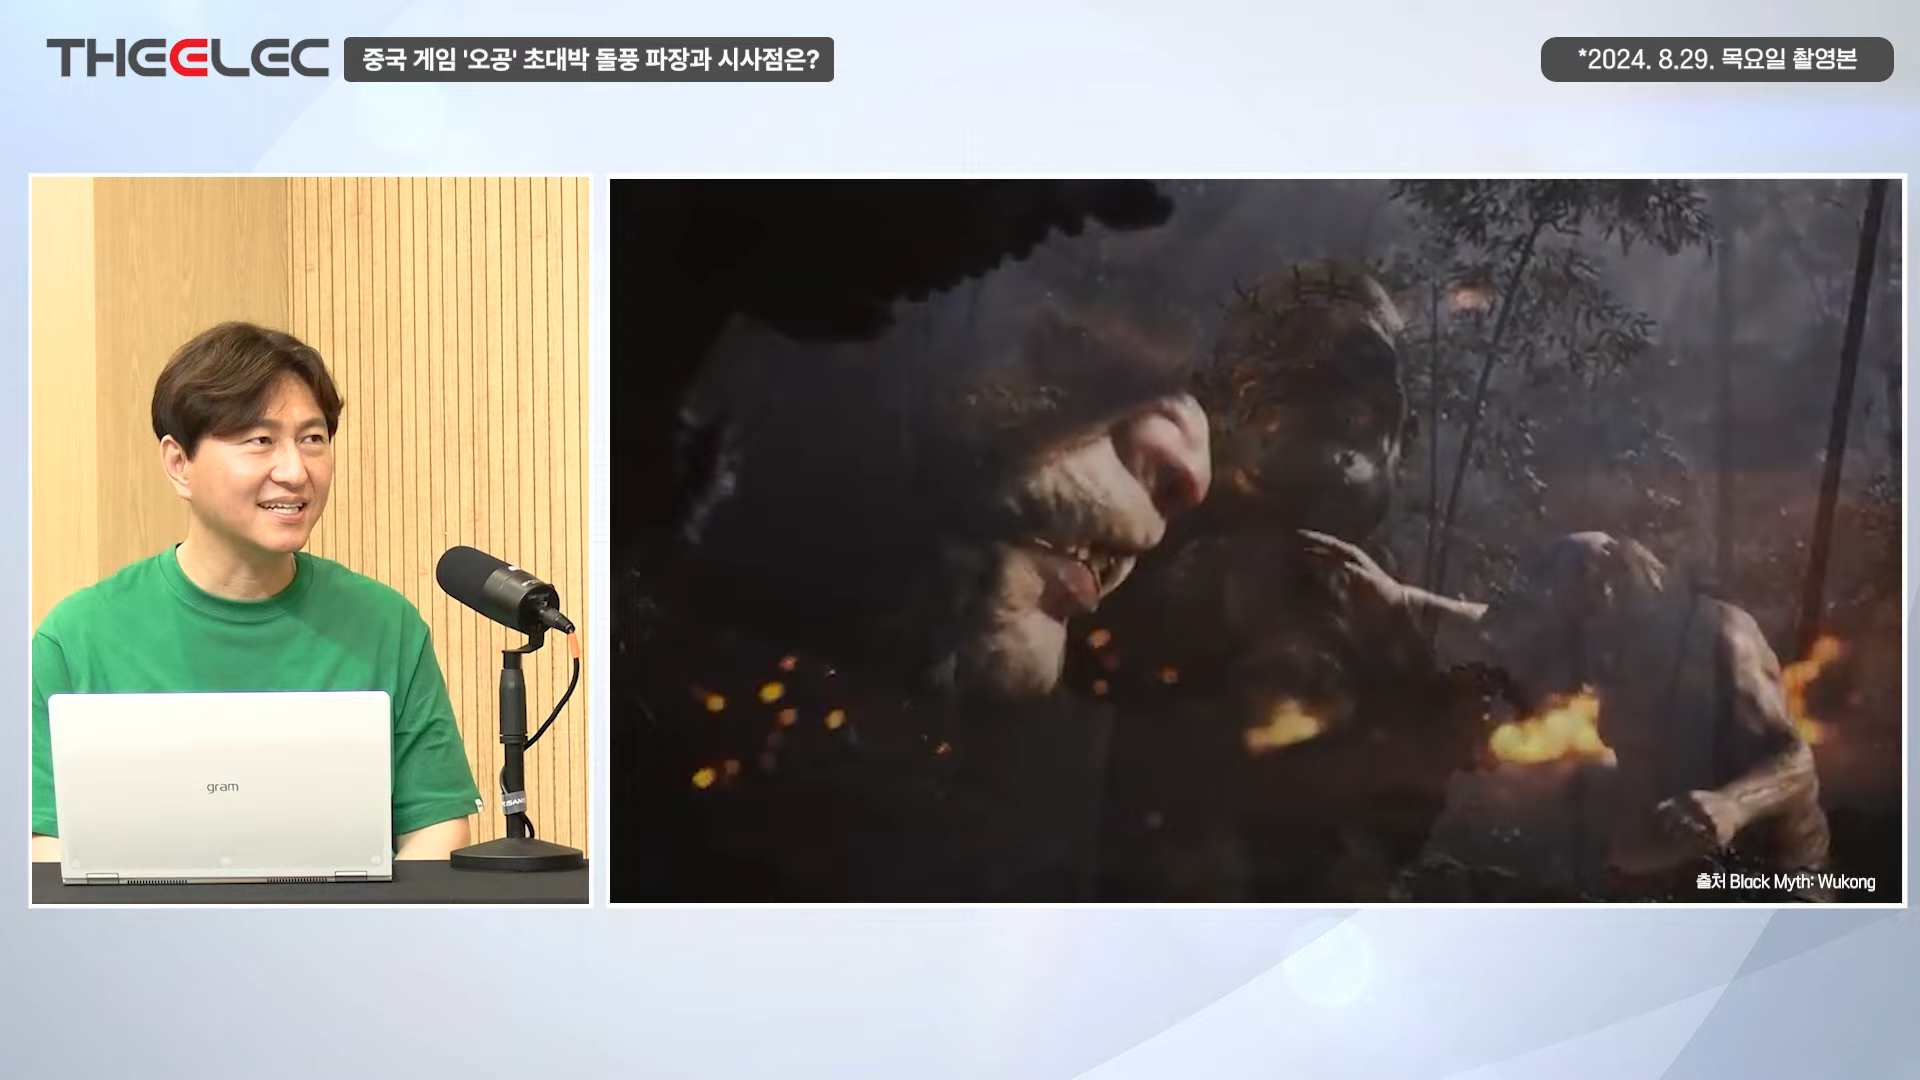 THEELEC
중국 게임 '오공' 초대박 돌풍 파장과 시사점은?
*2024. 8.29. 목요일 촬영본
gram
출처 Black Myth: Wukong